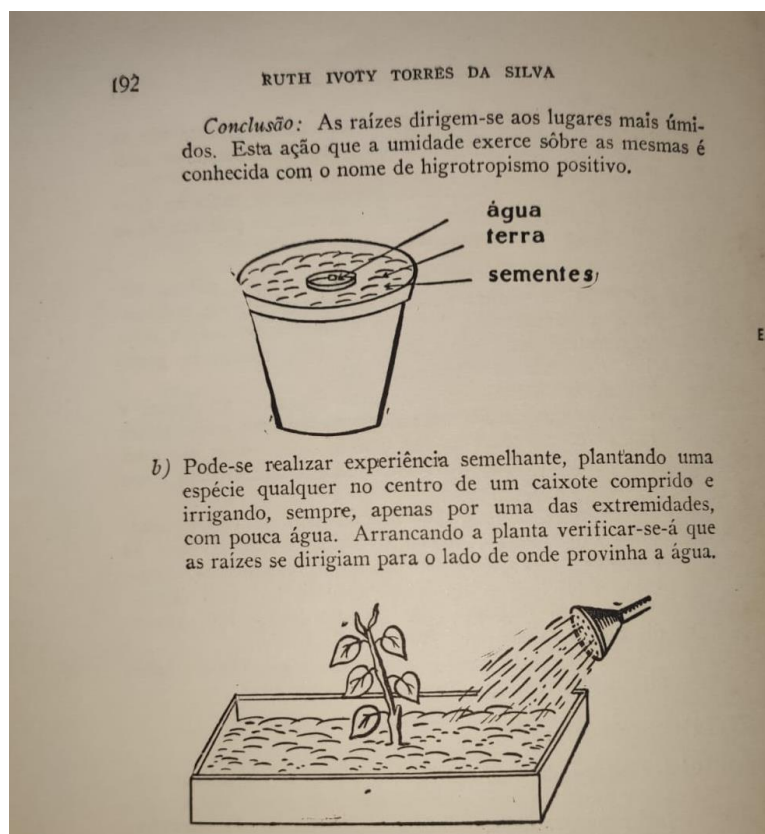 192
RUTH IVOTY TORRES DA SILVA
Conclusão: As raízes dirigem-se aos lugares mais úmi-
dos. Esta ação que a umidade exerce sôbre as mesmas é
conhecida com o nome de higrotropismo positivo.
água
terra
sementes
E
b) Pode-se realizar experiência semelhante, plantando uma
espécie qualquer no centro de um caixote comprido e
irrigando, sempre, apenas por uma das extremidades,
com pouca água. Arrancando a planta verificar-se-á que
as raízes se dirigiam para o lado de onde provinha a água.